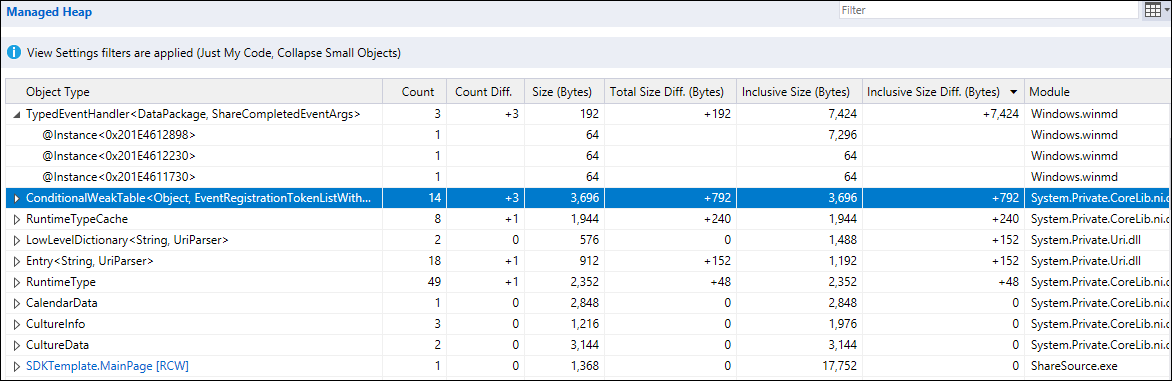 Managed Heap
Filter
View Settings filters are applied (Just My Code, Collapse Small Objects)
Object Type Count Count Diff. Size (Bytes) Total Size Diff. (Bytes) Inclusive Size (Bytes) Inclusive Size Diff. (Bytes) Module
TypedEventHandler<DataPackage, ShareCompletedEventArgs> 3 +3 192 +192 7,424 +7,424 Windows.winmd
@Instance<0x201E4612898> 1 64 7,296 Windows.winmd
@Instance<0x201E4612230> 1 64 64 Windows.winmd
@Instance<0x201E4611730> 1 64 64 Windows.winmd
ConditionalWeakTable<Object, EventRegistrationTokenListWith... 14 +3 3,696 +792 3,696 +792 System.Private.CoreLib.ni.d
RuntimeTypeCache 8 +1 1,944 +240 1,944 +240 System.Private.CoreLib.ni.d
LowLevelDictionary<String, UriParser> 2 0 576 0 1,488 +152 System.Private.Uri.dll
Entry<String, UriParser> 18 +1 912 +152 1,192 +152 System.Private.Uri.dll
RuntimeType 49 +1 2,352 +48 2,352 +48 System.Private.CoreLib.ni.d
CalendarData 1 0 2,848 0 2,848 0 System.Private.CoreLib.ni.d
CultureInfo 3 0 1,216 0 1,976 0 System.Private.CoreLib.ni.d
CultureData 2 0 3,144 0 3,144 0 System.Private.CoreLib.ni.d
SDKTemplate.MainPage [RCW] 1 0 1,368 0 17,752 0 ShareSource.exe